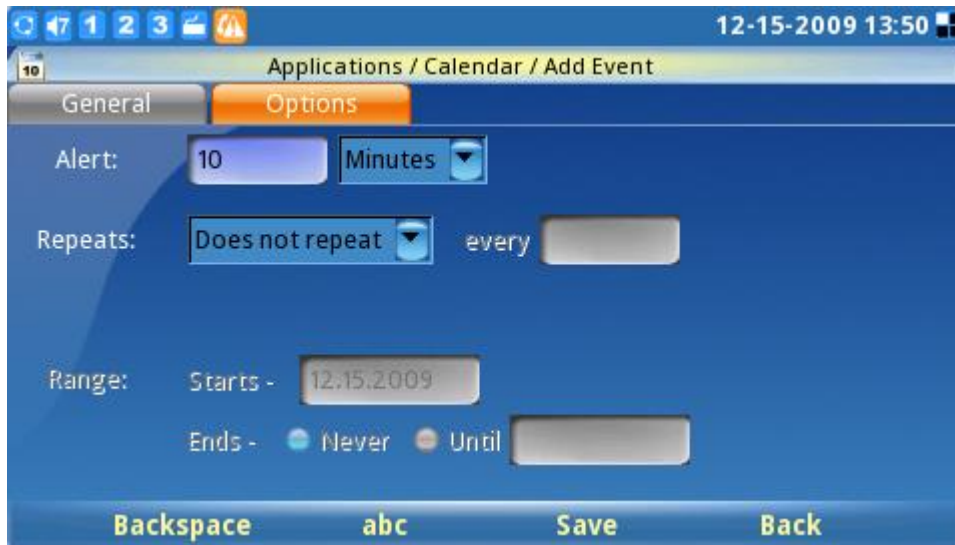 7 1 2 3 12-15-2009 13:50
10 Applications / Calendar / Add Event
General Options
Alert: 10 Minutes
Repeats: Does not repeat every
Range: Starts - 12.15.2009
Ends - Never Until
Backspace abc Save Back